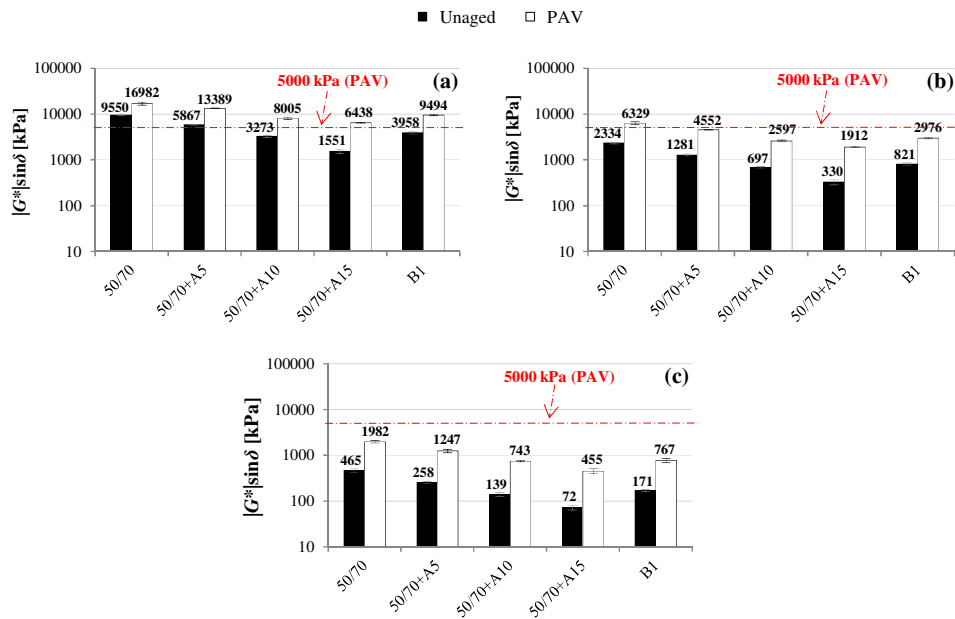 Unaged PAV
(a)
|G*|sinδ [kPa]
100000
10000
1000
100
10
5000 kPa (PAV)
9550 16982
5867 13389
3273 8005
1551 6438
3958 9494
50/70
50/70+A5
50/70+A10
50/70+A15
B1
(b)
|G*|sinδ [kPa]
100000
10000
1000
100
10
5000 kPa (PAV)
2334 6329
1281 4552
697 2597
330 1912
821 2976
50/70
50/70+A5
50/70+A10
50/70+A15
B1
(c)
|G*|sinδ [kPa]
100000
10000
1000
100
10
5000 kPa (PAV)
465 1982
258 1247
139 743
72 455
171 767
50/70
50/70+A5
50/70+A10
50/70+A15
B1